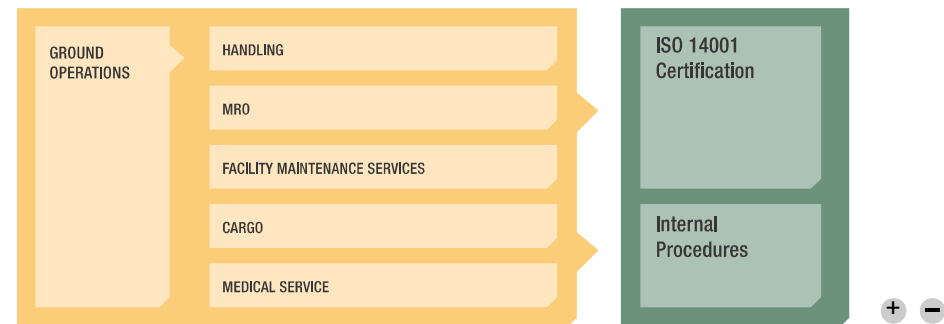 GROUND
OPERATIONS
HANDLING
MRO
FACILITY MAINTENANCE SERVICES
CARGO
MEDICAL SERVICE
ISO 14001
Certification
Internal
Procedures
+ −